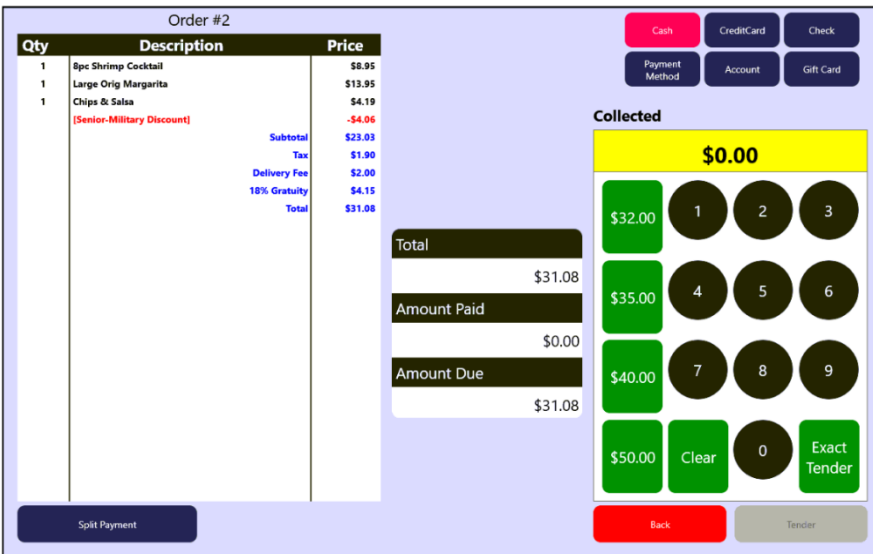 Order #2
Qty Description Price
1 8pc Shrimp Cocktail $8.95
1 Large Orig Margarita $13.95
1 Chips & Salsa $4.19
[Senior-Military Discount] -$4.06
Subtotal $23.03
Tax $1.90
Delivery Fee $2.00
18% Gratuity $4.15
Total $31.08
Split Payment
Total
$31.08
Amount Paid
$0.00
Amount Due
$31.08
Cash CreditCard Check
Payment Method Account Gift Card
Collected
$0.00
$32.00 1 2 3
$35.00 4 5 6
$40.00 7 8 9
$50.00 Clear 0 Exact Tender
Back Tender